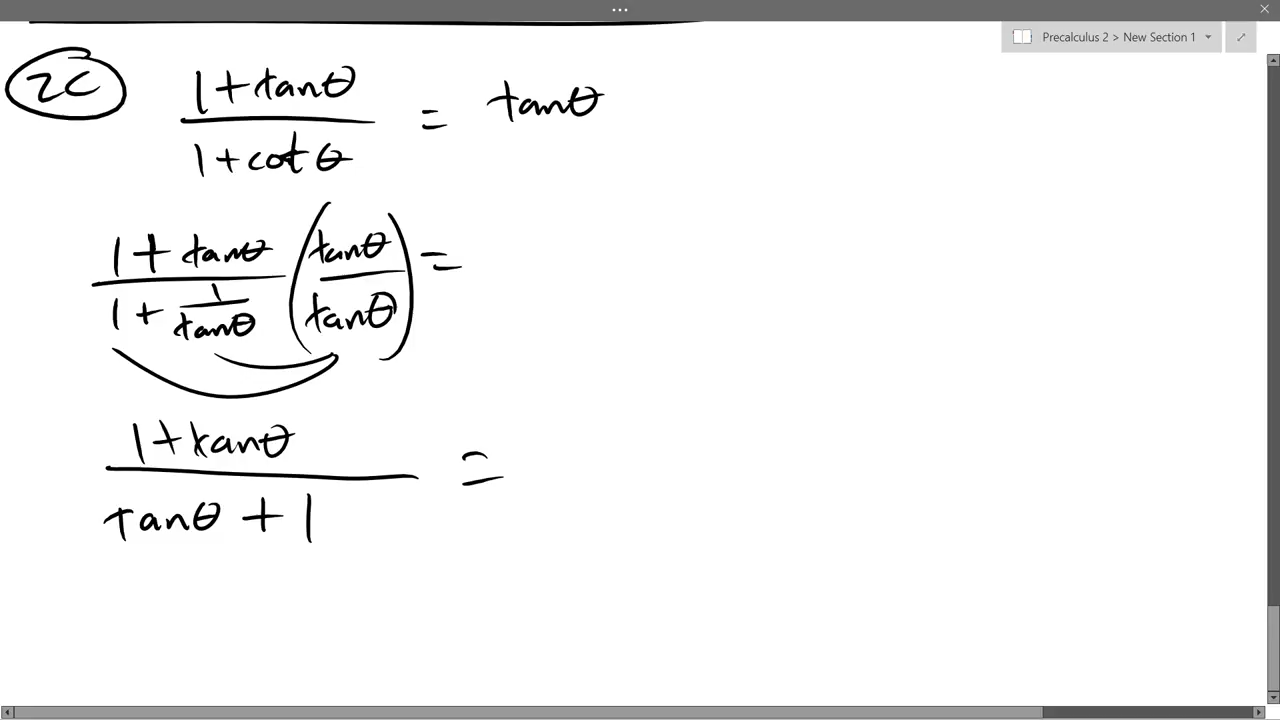 Precalculus 2 > New Section 1
2c
1+tanθ
1+cotθ
= tanθ
1+tanθ
1+ 1
tanθ
(tanθ
tanθ) =
1+tanθ
tanθ + 1
=